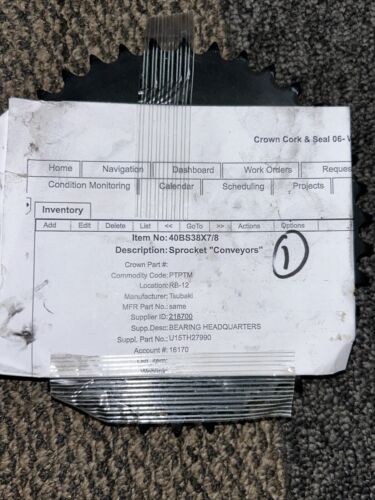 Crown Cork & Seal 06-
Home Navigation Dashboard Work Orders Reques
Condition Monitoring Calendar Scheduling Projects
Inventory
Add Edit Delete List << GoTo >> Actions Options
Item No: 40BS38X7/8
Description: Sprocket "Conveyors"
1
Crown Part #:
Commodity Code: PTPTM
Location: RB-12
Manufacturer: Tsubaki
MFR Part No.: same
Supplier ID: 216700
Supp.Desc: BEARING HEADQUARTERS
Suppl. Part No.: U15TH27990
Account #: 16170